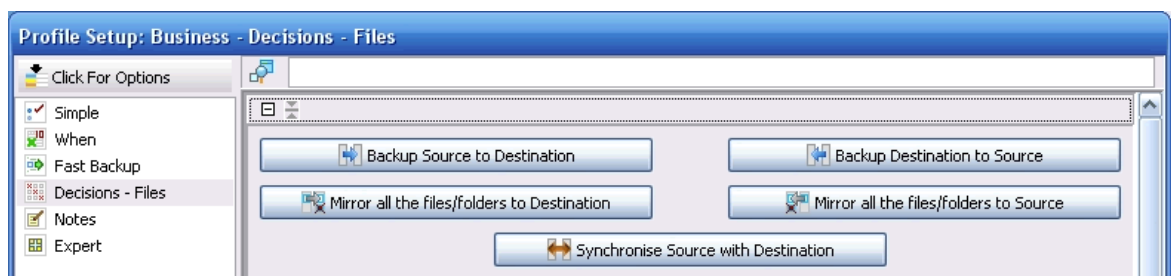 Profile Setup: Business - Decisions - Files
Click For Options
Simple
When
Fast Backup
Decisions - Files
Notes
Expert
Backup Source to Destination
Backup Destination to Source
Mirror all the files/folders to Destination
Mirror all the files/folders to Source
Synchronise Source with Destination